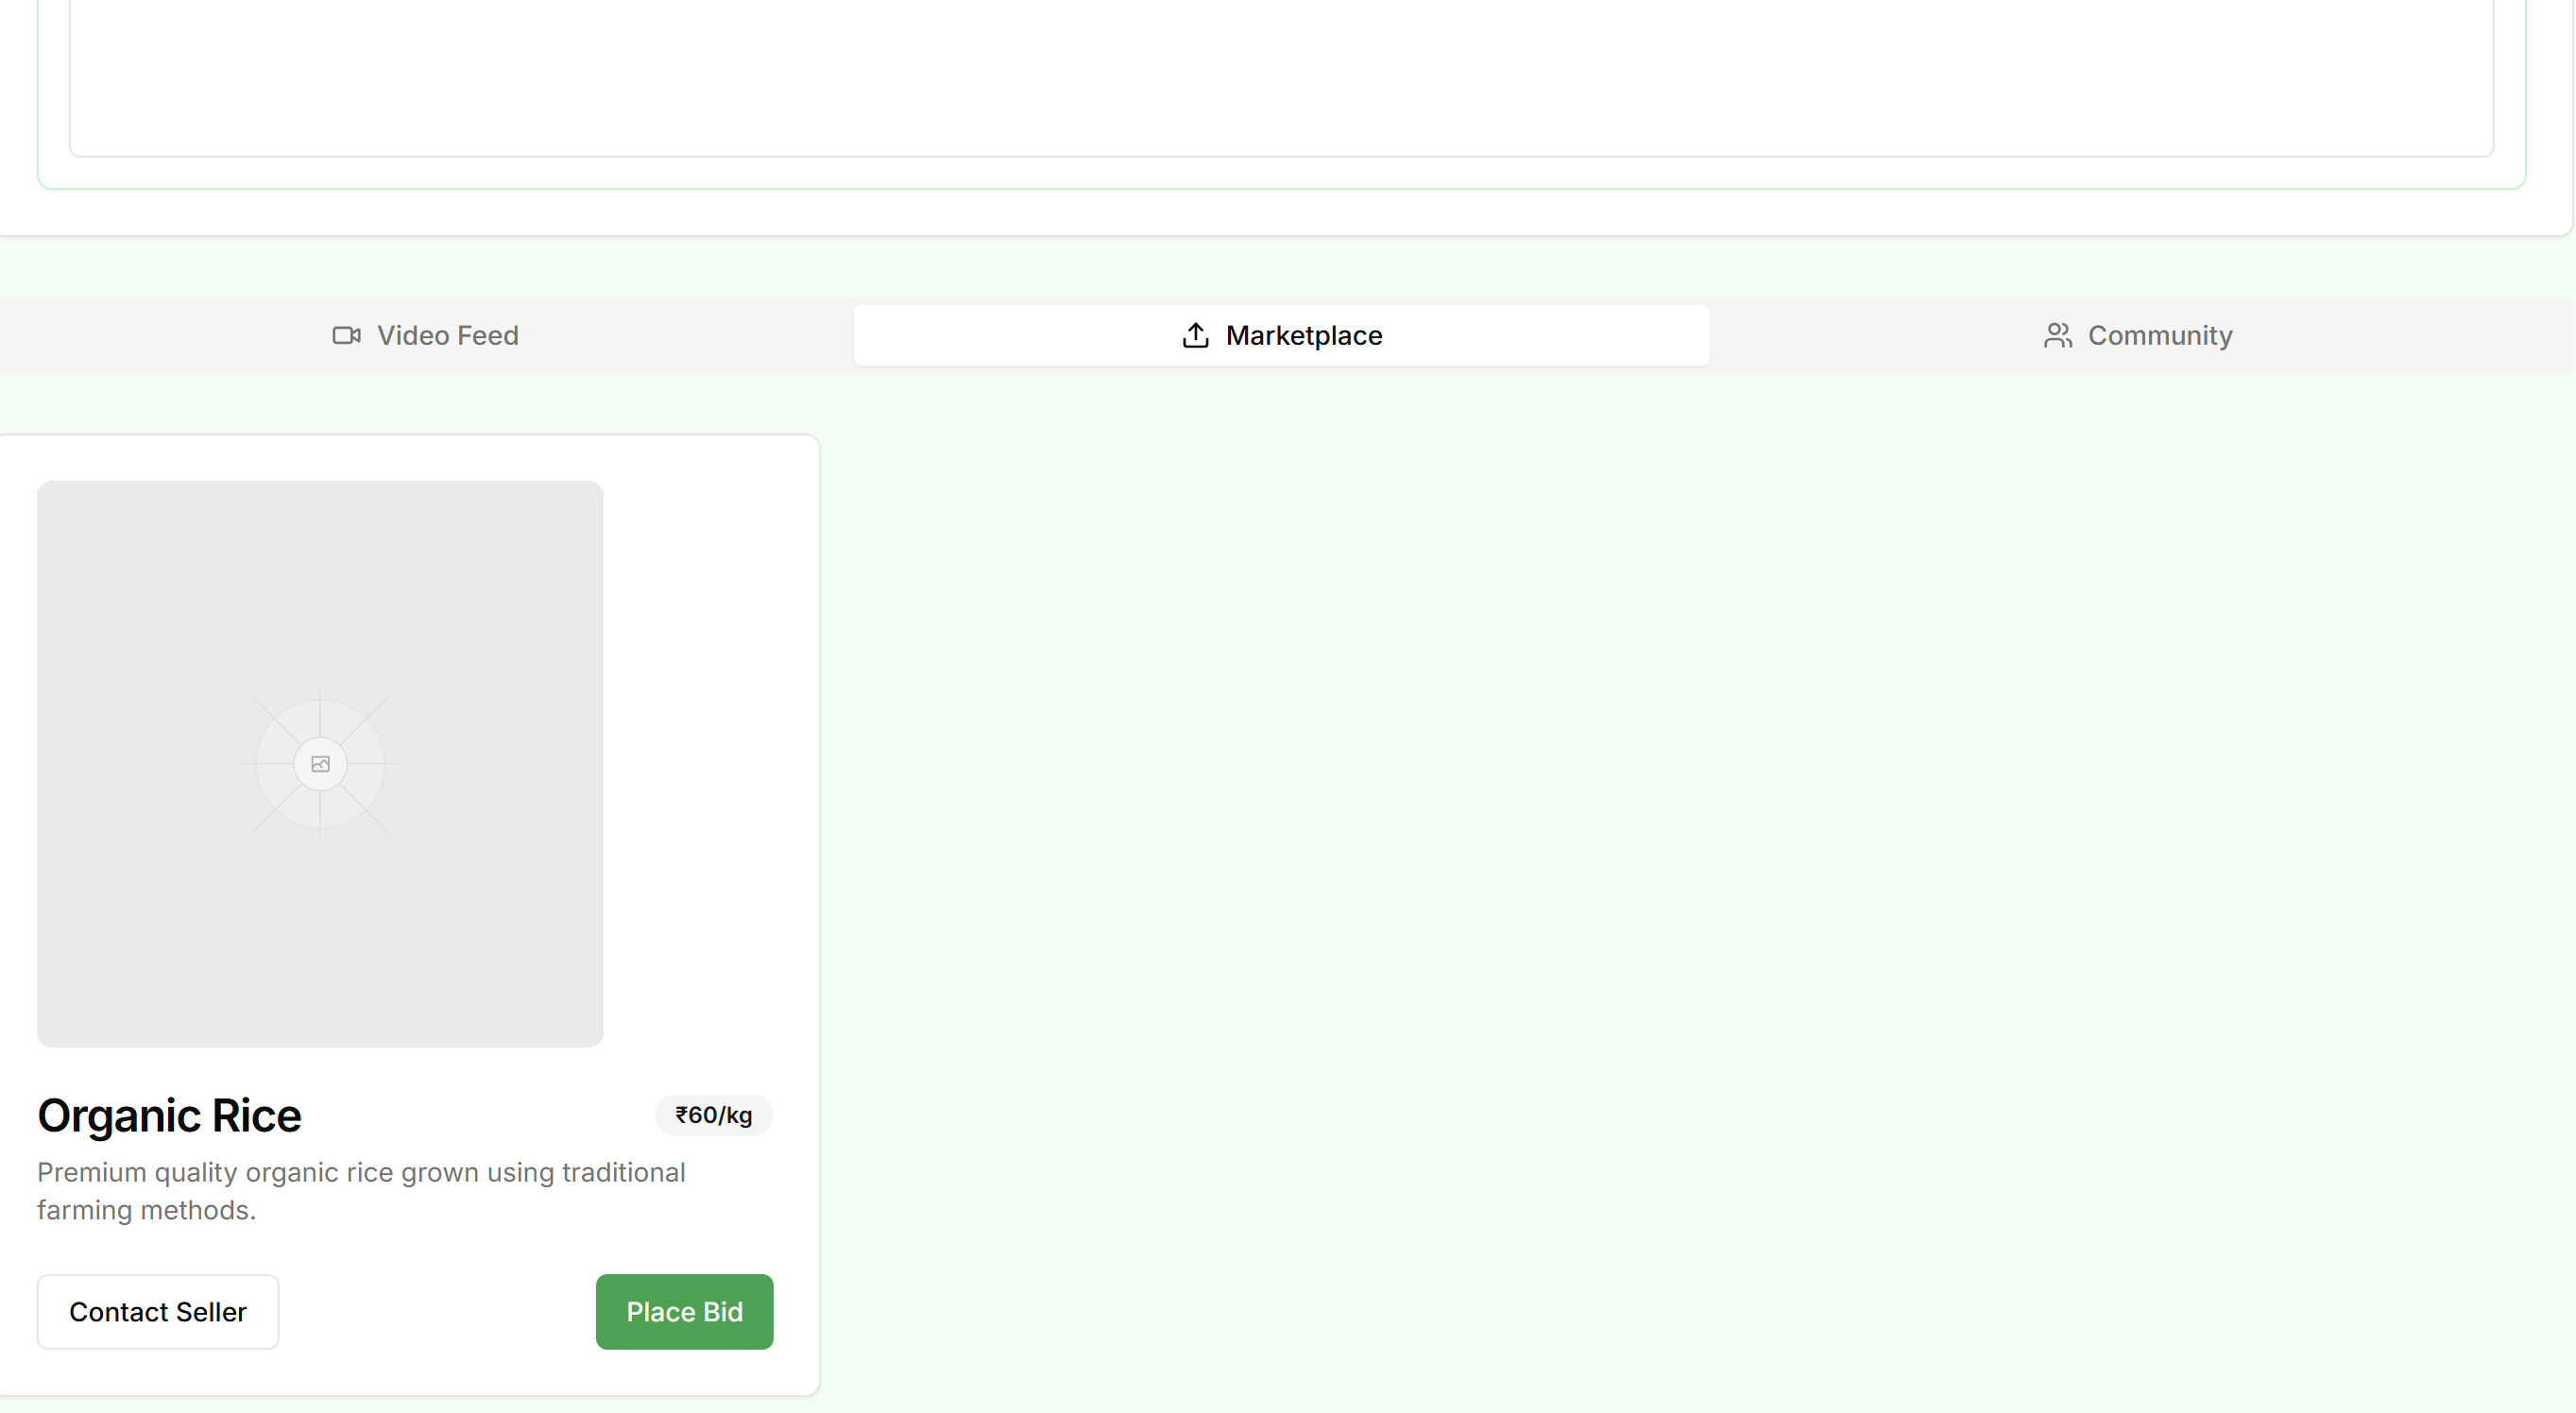 Video Feed
Marketplace
Community
Organic Rice
₹60/kg
Premium quality organic rice grown using traditional
farming methods.
Contact Seller
Place Bid